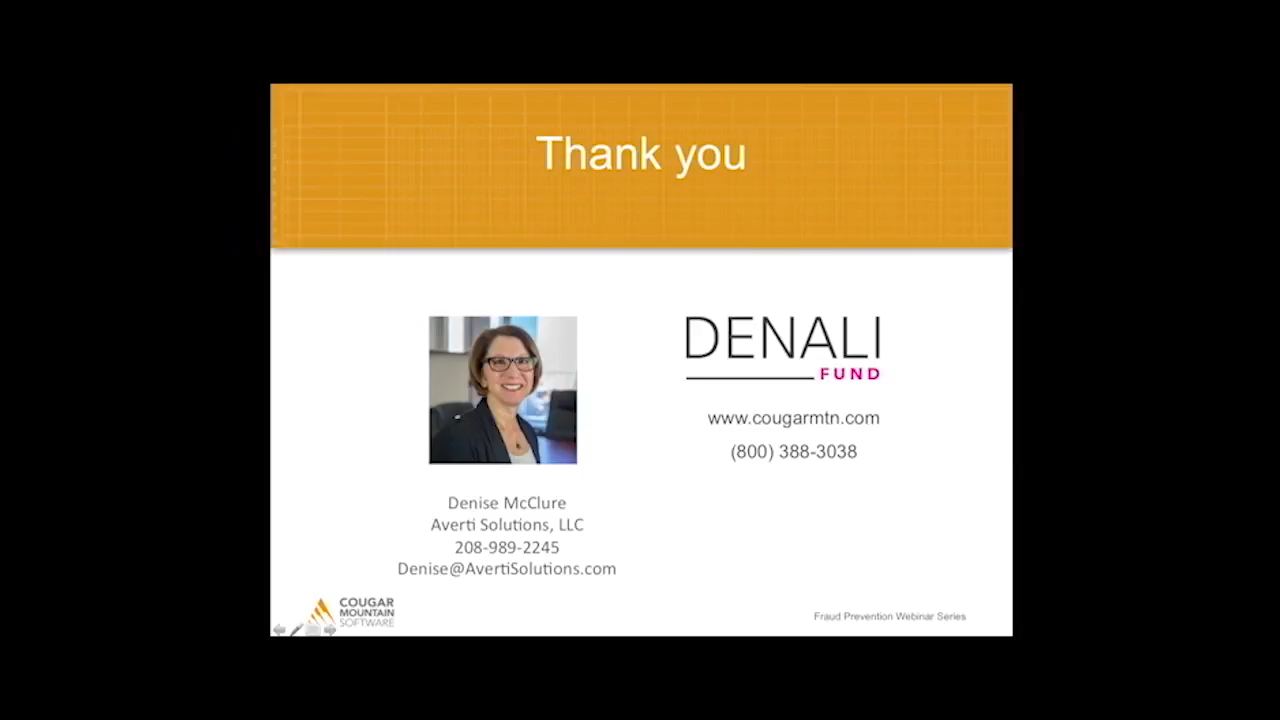 Thank you
DENALI
FUND
www.cougarmtn.com
(800) 388-3038
Denise McClure
Averti Solutions, LLC
208-989-2245
Denise@AvertiSolutions.com
COUGAR
MOUNTAIN
SOFTWARE
Fraud Prevention Webinar Series